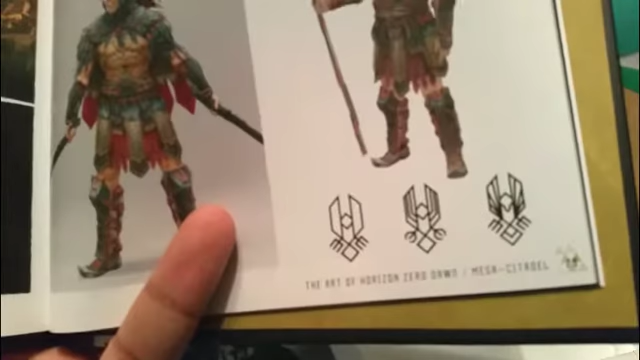 THE ART OF HORIZON ZERO DAWN / MESA-CITADEL